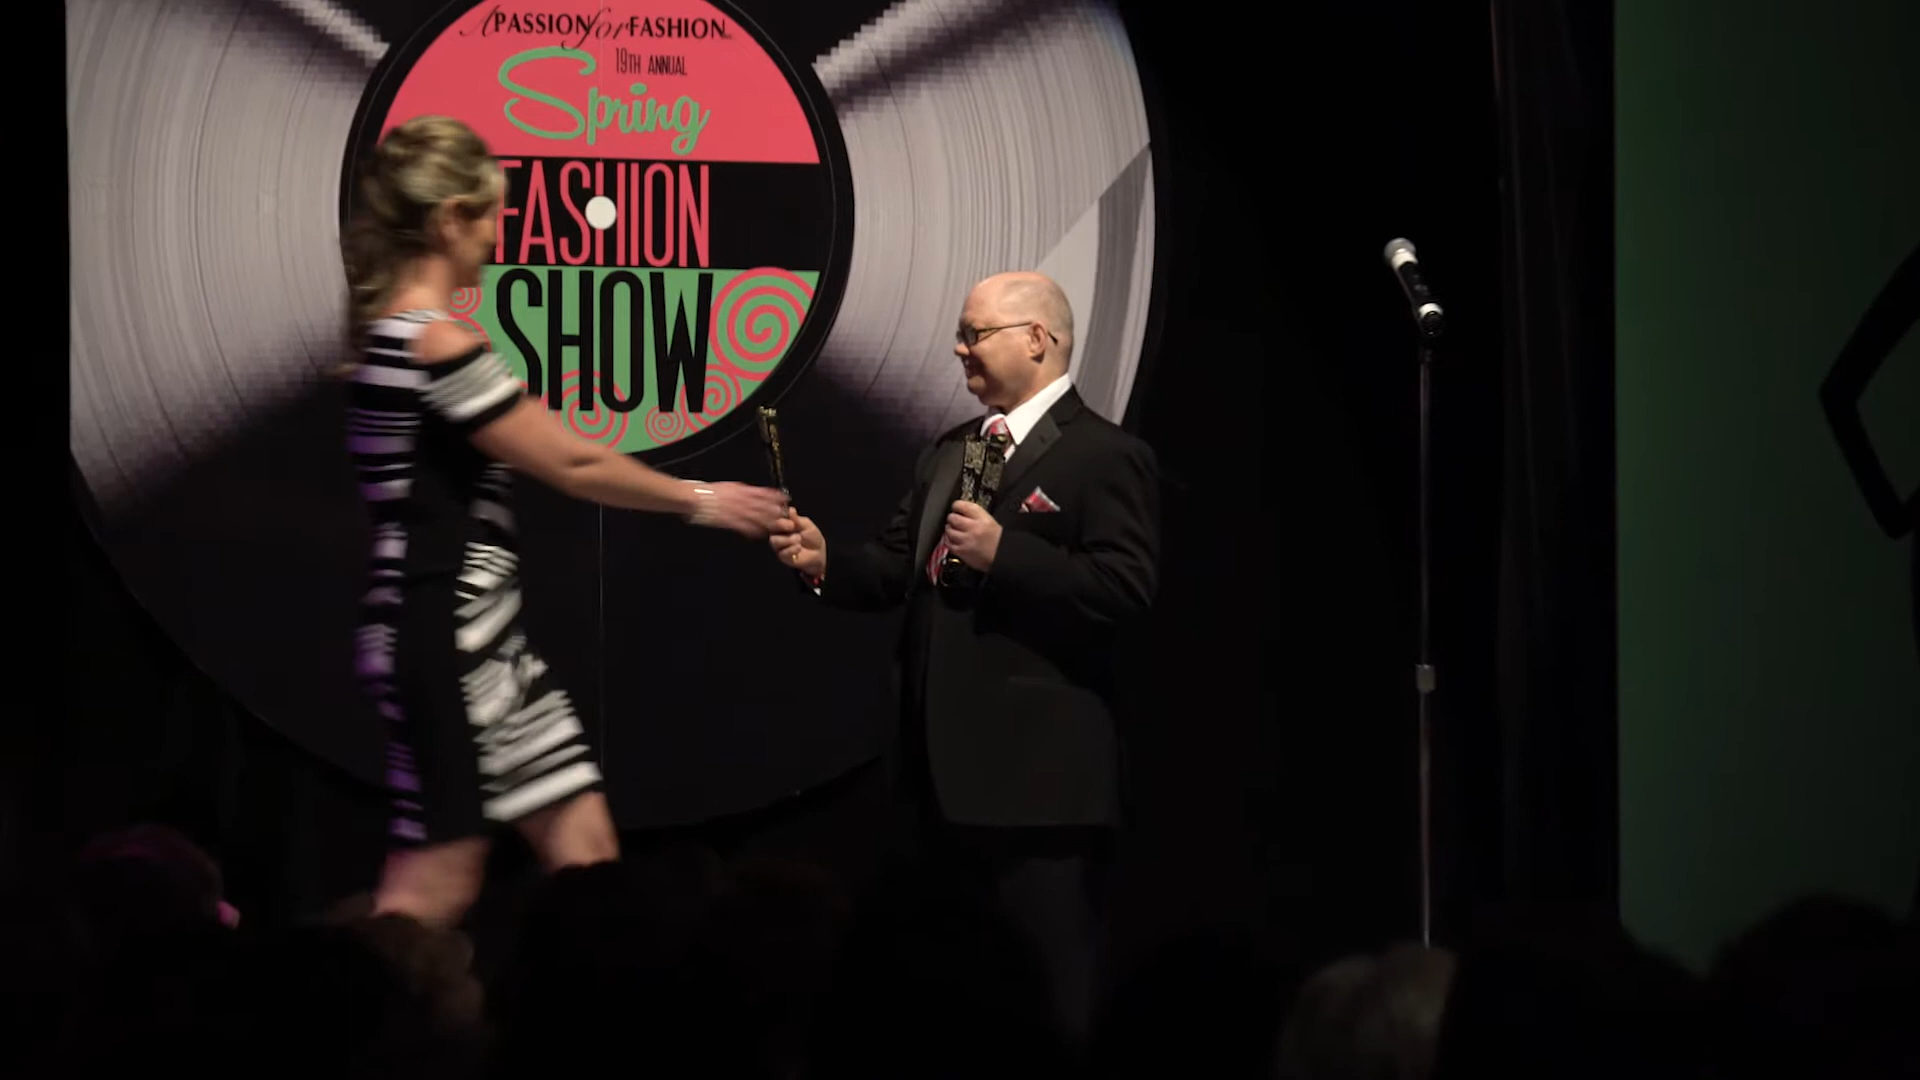 A PASSION for FASHION
19TH ANNUAL
Spring
FASHION
SHOW